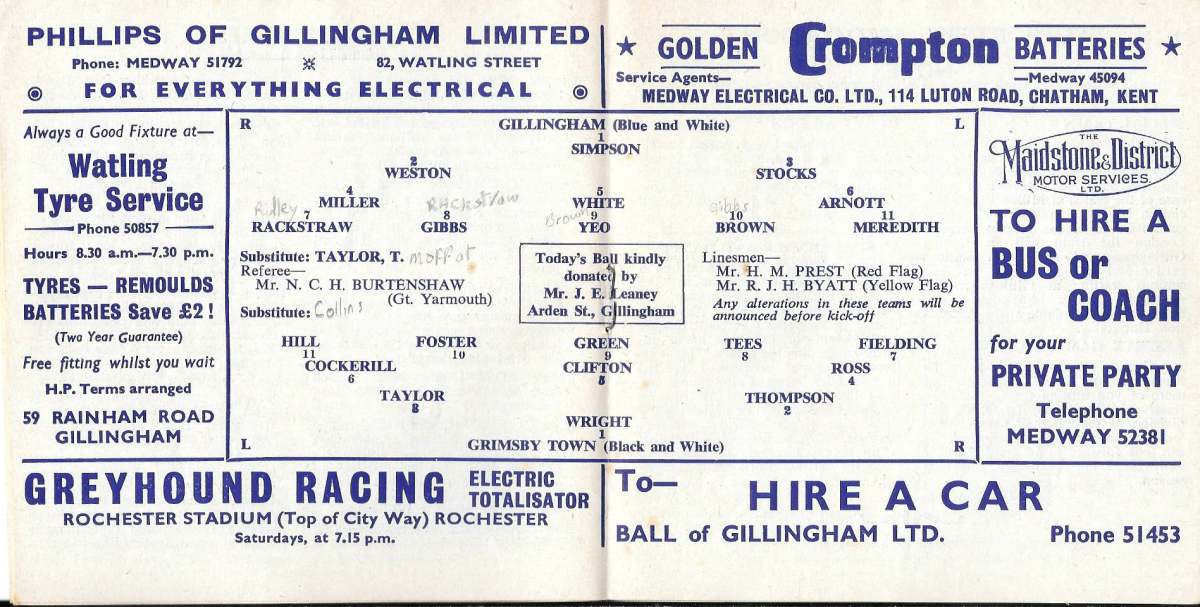 PHILLIPS OF GILLINGHAM LIMITED
Phone: MEDWAY 51792 82, WATLING STREET
FOR EVERYTHING ELECTRICAL
GOLDEN Crompton BATTERIES
Service Agents— —Medway 45094
MEDWAY ELECTRICAL CO. LTD., 114 LUTON ROAD, CHATHAM, KENT
Always a Good Fixture at—
Watling
Tyre Service
Phone 50857
Hours 8.30 a.m.—7.30 p.m.
TYRES — REMOULDS
BATTERIES Save £2!
(Two Year Guarantee)
Free fitting whilst you wait
H.P. Terms arranged
59 RAINHAM ROAD
GILLINGHAM
R GILLINGHAM (Blue and White) L
1
SIMPSON
2 3
WESTON STOCKS
4 5 6
MILLER WHITE ARNOTT
Ridley Rackstraw Brown Gibbs
7 8 9 10 11
RACKSTRAW GIBBS YEO BROWN MEREDITH
Substitute: TAYLOR, T. Moffat
Referee—
Mr. N. C. H. BURTENSHAW
(Gt. Yarmouth)
Substitute: Collins
Today's Ball kindly
donated by
Mr. J. E. Leaney
Arden St., Gillingham
Linesmen—
Mr. H. M. PREST (Red Flag)
Mr. R. J. H. BYATT (Yellow Flag)
Any alterations in these teams will be
announced before kick-off
HILL FOSTER GREEN TEES FIELDING
11 10 9 8 7
COCKERILL CLIFTON ROSS
6 5 4
TAYLOR THOMPSON
8 2
WRIGHT
1
L GRIMSBY TOWN (Black and White) R
THE
Maidstone & District
MOTOR SERVICES
LTD.
TO HIRE A
BUS or
COACH
for your
PRIVATE PARTY
Telephone
MEDWAY 52381
GREYHOUND RACING ELECTRIC
TOTALISATOR
ROCHESTER STADIUM (Top of City Way) ROCHESTER
Saturdays, at 7.15 p.m.
To—
HIRE A CAR
BALL of GILLINGHAM LTD. Phone 51453